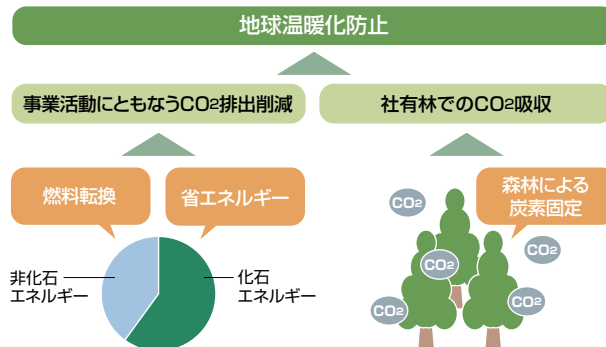 地球温暖化防止
事業活動にともなうCO2排出削減
社有林でのCO2吸収
燃料転換
省エネルギー
森林による
炭素固定
非化石
エネルギー
化石
エネルギー
CO2
CO2
CO2
CO2
CO2